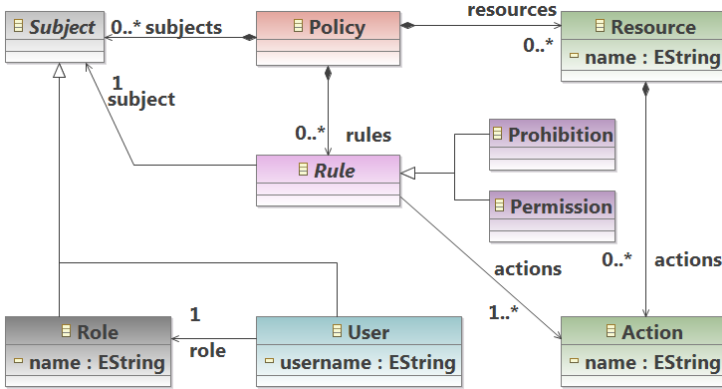 Subject
0..* subjects
Policy
resources
0..*
Resource
name : EString
1
subject
0..* rules
Rule
Prohibition
Permission
actions
1..*
0..* actions
Role
name : EString
1
role
User
username : EString
Action
name : EString